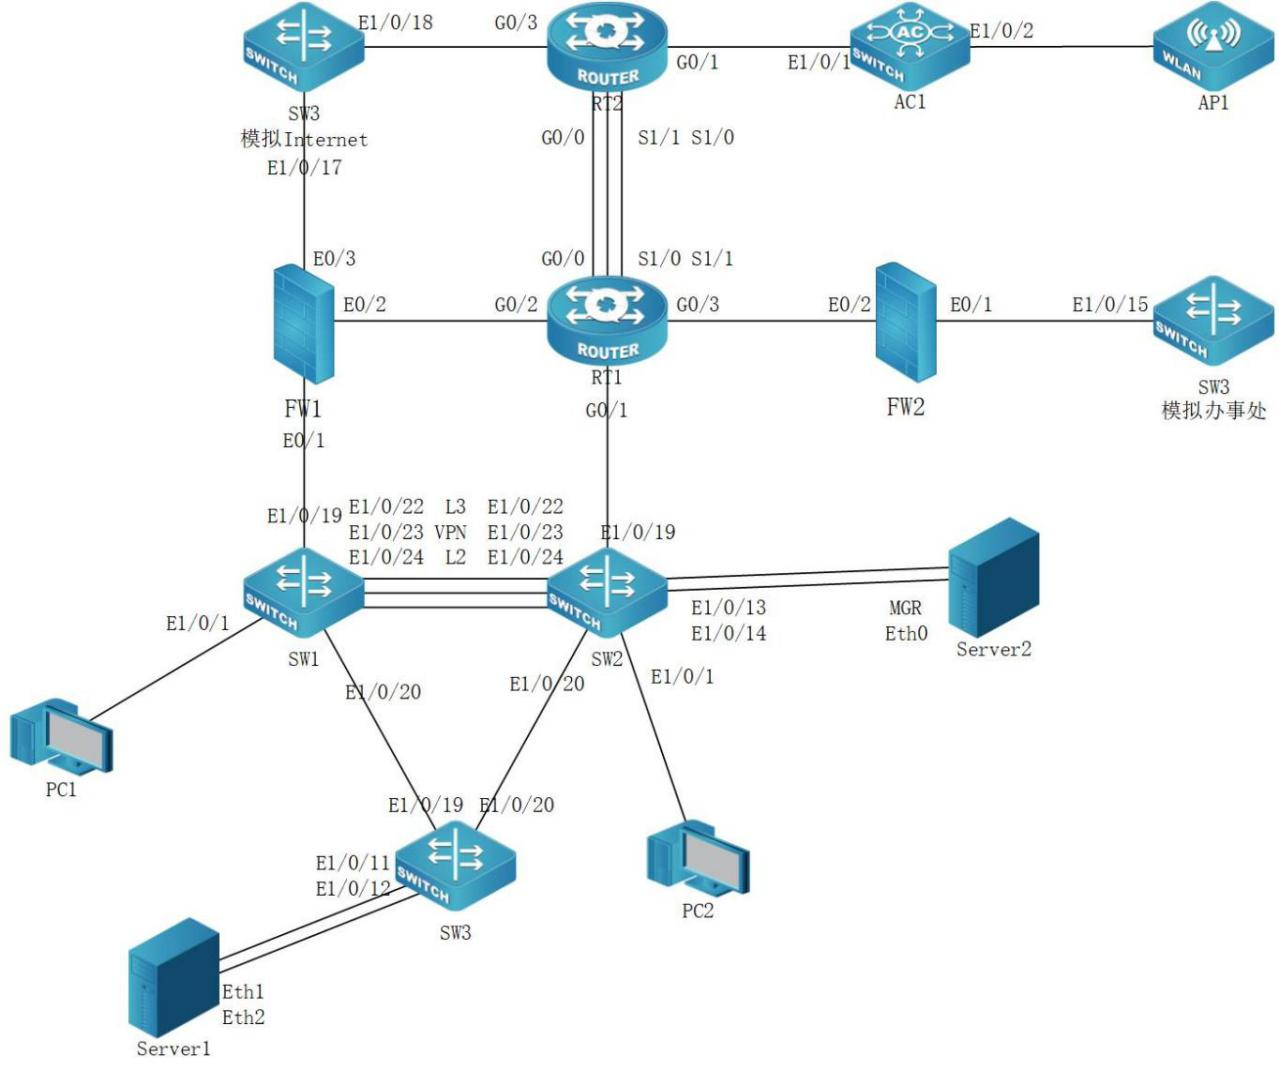 E1/0/18
G0/3
G0/1
E1/0/1
E1/0/2
SWITCH
ROUTER
AC
SWITCH
WLAN
SW3
模拟Internet
RT2
AC1
AP1
E1/0/17
G0/0
S1/1 S1/0
E0/3
G0/0
S1/0 S1/1
E0/2
G0/2
G0/3
E0/2
E0/1
E1/0/15
ROUTER
SWITCH
FW1
RT1
FW2
SW3
模拟办事处
E0/1
G0/1
E1/0/19
E1/0/22 L3 E1/0/22
E1/0/23 VPN E1/0/23
E1/0/24 L2 E1/0/24
E1/0/19
SWITCH
SWITCH
E1/0/1
E1/0/13
E1/0/14
MGR
Eth0
Server2
SW1
SW2
E1/0/20
E1/0/20
E1/0/1
PC1
E1/0/19
E1/0/20
E1/0/11
E1/0/12
SWITCH
SW3
PC2
Eth1
Eth2
Server1